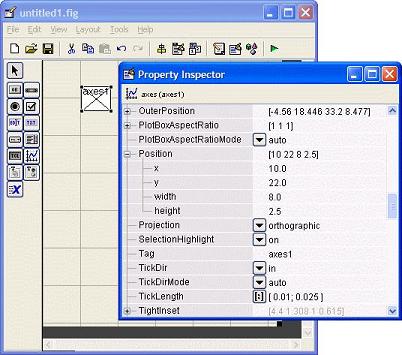 untitled1.fig
File Edit View Layout Tools Help
axes1
Property Inspector
axes (axes1)
OuterPosition [-4.56 18.446 33.2 8.477]
PlotBoxAspectRatio [1 1 1]
PlotBoxAspectRatioMode auto
Position [10 22 8 2.5]
x 10.0
y 22.0
width 8.0
height 2.5
Projection orthographic
SelectionHighlight on
Tag axes1
TickDir in
TickDirMode auto
TickLength [ 0.01; 0.025 ]
TightInset [4.4 1.308 1 0.615]